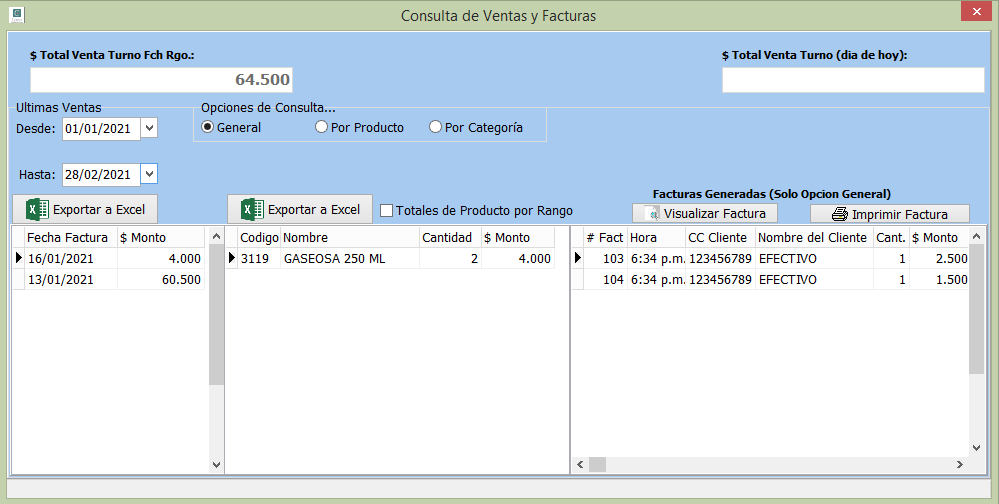 Consulta de Ventas y Facturas
$ Total Venta Turno Fch Rgo.:
$ Total Venta Turno (dia de hoy):
64.500
Ultimas Ventas
Opciones de Consulta...
Desde: 01/01/2021
General Por Producto Por Categoría
Hasta: 28/02/2021
Facturas Generadas (Solo Opcion General)
Exportar a Excel Exportar a Excel Totales de Producto por Rango Visualizar Factura Imprimir Factura
Fecha Factura $ Monto
16/01/2021 4.000
13/01/2021 60.500
Codigo Nombre Cantidad $ Monto
3119 GASEOSA 250 ML 2 4.000
# Fact Hora CC Cliente Nombre del Cliente Cant. $ Monto
103 6:34 p.m. 123456789 EFECTIVO 1 2.500
104 6:34 p.m. 123456789 EFECTIVO 1 1.500